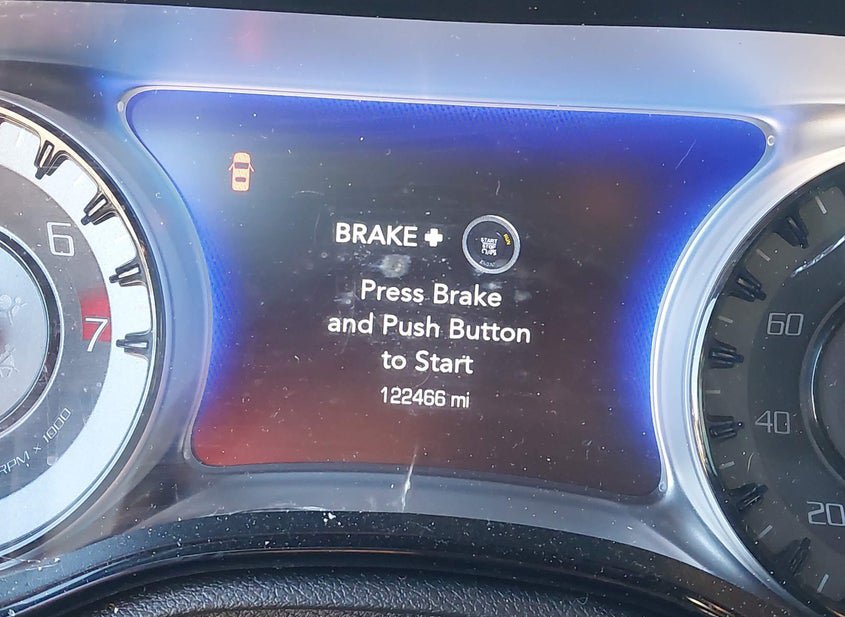 BRAKE +
START
STOP
RUN
Press Brake
and Push Button
to Start
122466 mi
6
7
RPM x 1000
60
40
20